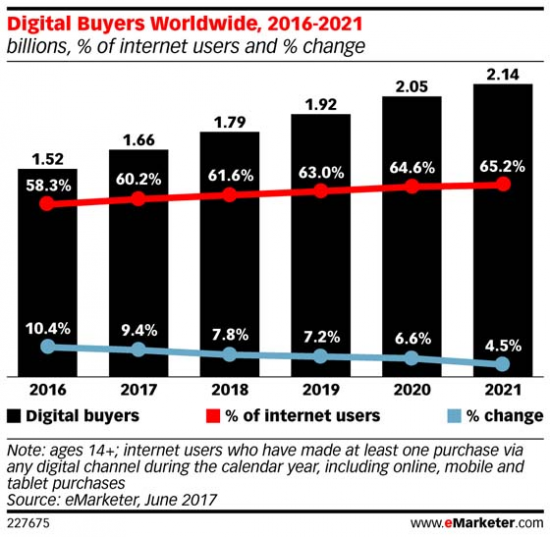 Digital Buyers Worldwide, 2016-2021
billions, % of internet users and % change
1.52 1.66 1.79 1.92 2.05 2.14
58.3% 60.2% 61.6% 63.0% 64.6% 65.2%
10.4% 9.4% 7.8% 7.2% 6.6% 4.5%
2016 2017 2018 2019 2020 2021
Digital buyers % of internet users % change
Note: ages 14+; internet users who have made at least one purchase via
any digital channel during the calendar year, including online, mobile and
tablet purchases
Source: eMarketer, June 2017
227675 www.eMarketer.com